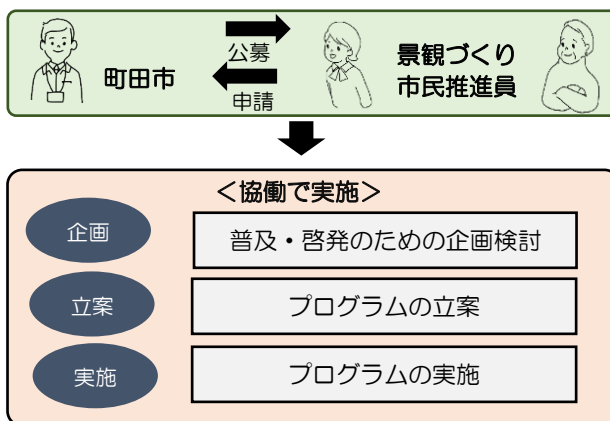 公募
町田市
申請
景観づくり
市民推進員
＜協働で実施＞
企画
普及・啓発のための企画検討
立案
プログラムの立案
実施
プログラムの実施